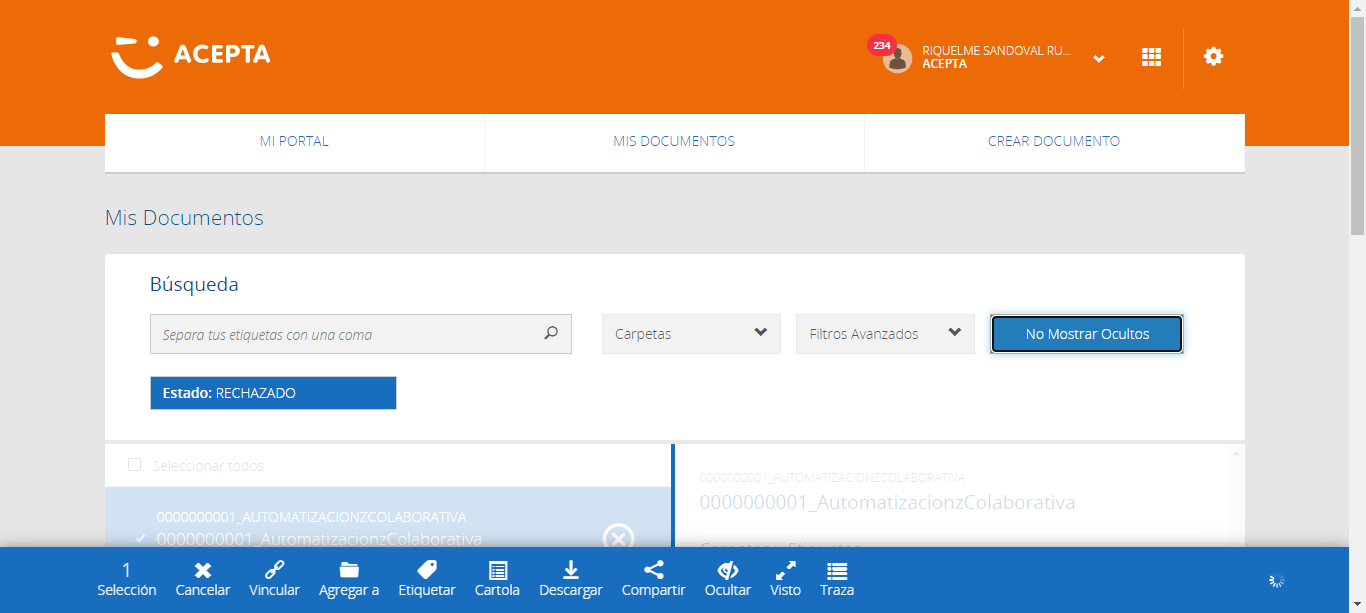 ACEPTA
234
RIQUELME SANDOVAL RU...
ACEPTA
MI PORTAL
MIS DOCUMENTOS
CREAR DOCUMENTO
Mis Documentos
Búsqueda
Separa tus etiquetas con una coma
Carpetas
Filtros Avanzados
No Mostrar Ocultos
Estado: RECHAZADO
Seleccionar todos
0000000001_AUTOMATIZACIONZCOLABORATIVA
0000000001_AutomatizacionzColaborativa
0000000001_AUTOMATIZACIONZCOLABORATIVA
0000000001_AutomatizacionzColaborativa
Carpetas y Etiquetas
1
Selección
Cancelar
Vincular
Agregar a
Etiquetar
Cartola
Descargar
Compartir
Ocultar
Visto
Traza